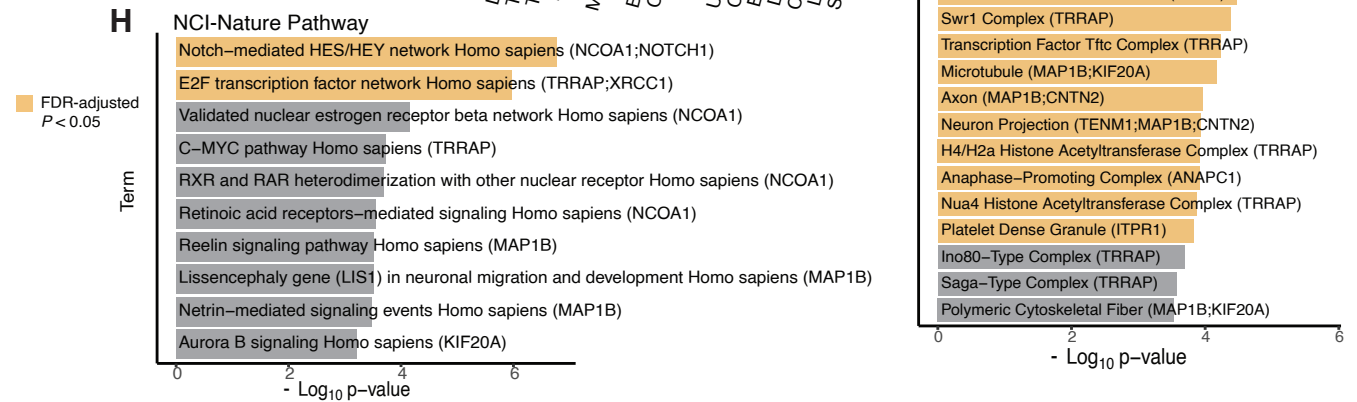 H
NCI-Nature Pathway
Notch−mediated HES/HEY network Homo sapiens (NCOA1;NOTCH1)
E2F transcription factor network Homo sapiens (TRRAP;XRCC1)
Validated nuclear estrogen receptor beta network Homo sapiens (NCOA1)
C−MYC pathway Homo sapiens (TRRAP)
RXR and RAR heterodimerization with other nuclear receptor Homo sapiens (NCOA1)
Retinoic acid receptors−mediated signaling Homo sapiens (NCOA1)
Reelin signaling pathway Homo sapiens (MAP1B)
Lissencephaly gene (LIS1) in neuronal migration and development Homo sapiens (MAP1B)
Netrin−mediated signaling events Homo sapiens (MAP1B)
Aurora B signaling Homo sapiens (KIF20A)
FDR-adjusted
P < 0.05
Term
0 2 4 6
- Log10 p-value
Swr1 Complex (TRRAP)
Transcription Factor Tftc Complex (TRRAP)
Microtubule (MAP1B;KIF20A)
Axon (MAP1B;CNTN2)
Neuron Projection (TENM1;MAP1B;CNTN2)
H4/H2a Histone Acetyltransferase Complex (TRRAP)
Anaphase−Promoting Complex (ANAPC1)
Nua4 Histone Acetyltransferase Complex (TRRAP)
Platelet Dense Granule (ITPR1)
Ino80−Type Complex (TRRAP)
Saga−Type Complex (TRRAP)
Polymeric Cytoskeletal Fiber (MAP1B;KIF20A)
0 2 4 6
- Log10 p-value